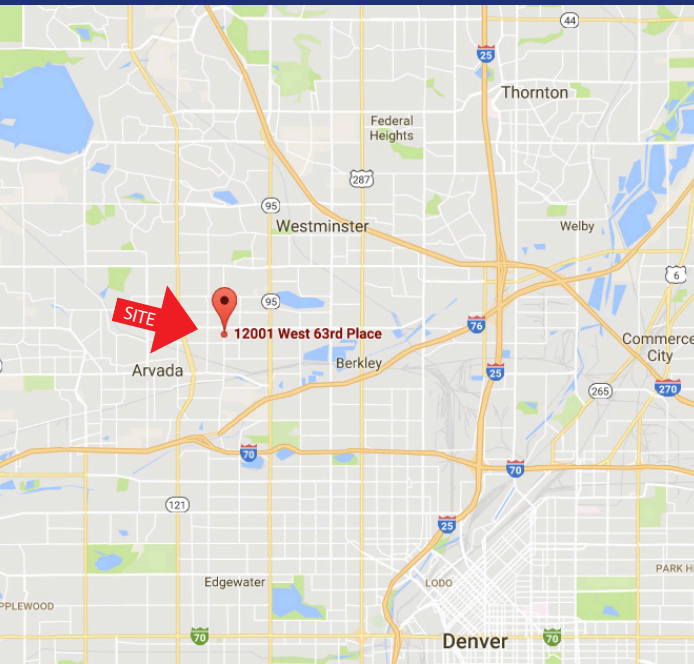 44
25
Thornton
Federal
Heights
287
95
Westminster
Welby
6
SITE
95
12001 West 63rd Place
76
Commerce
City
Berkley
Arvada
25
270
265
70
70
121
25
Edgewater
LODO
PARK H
PPLEWOOD
70
Denver
70